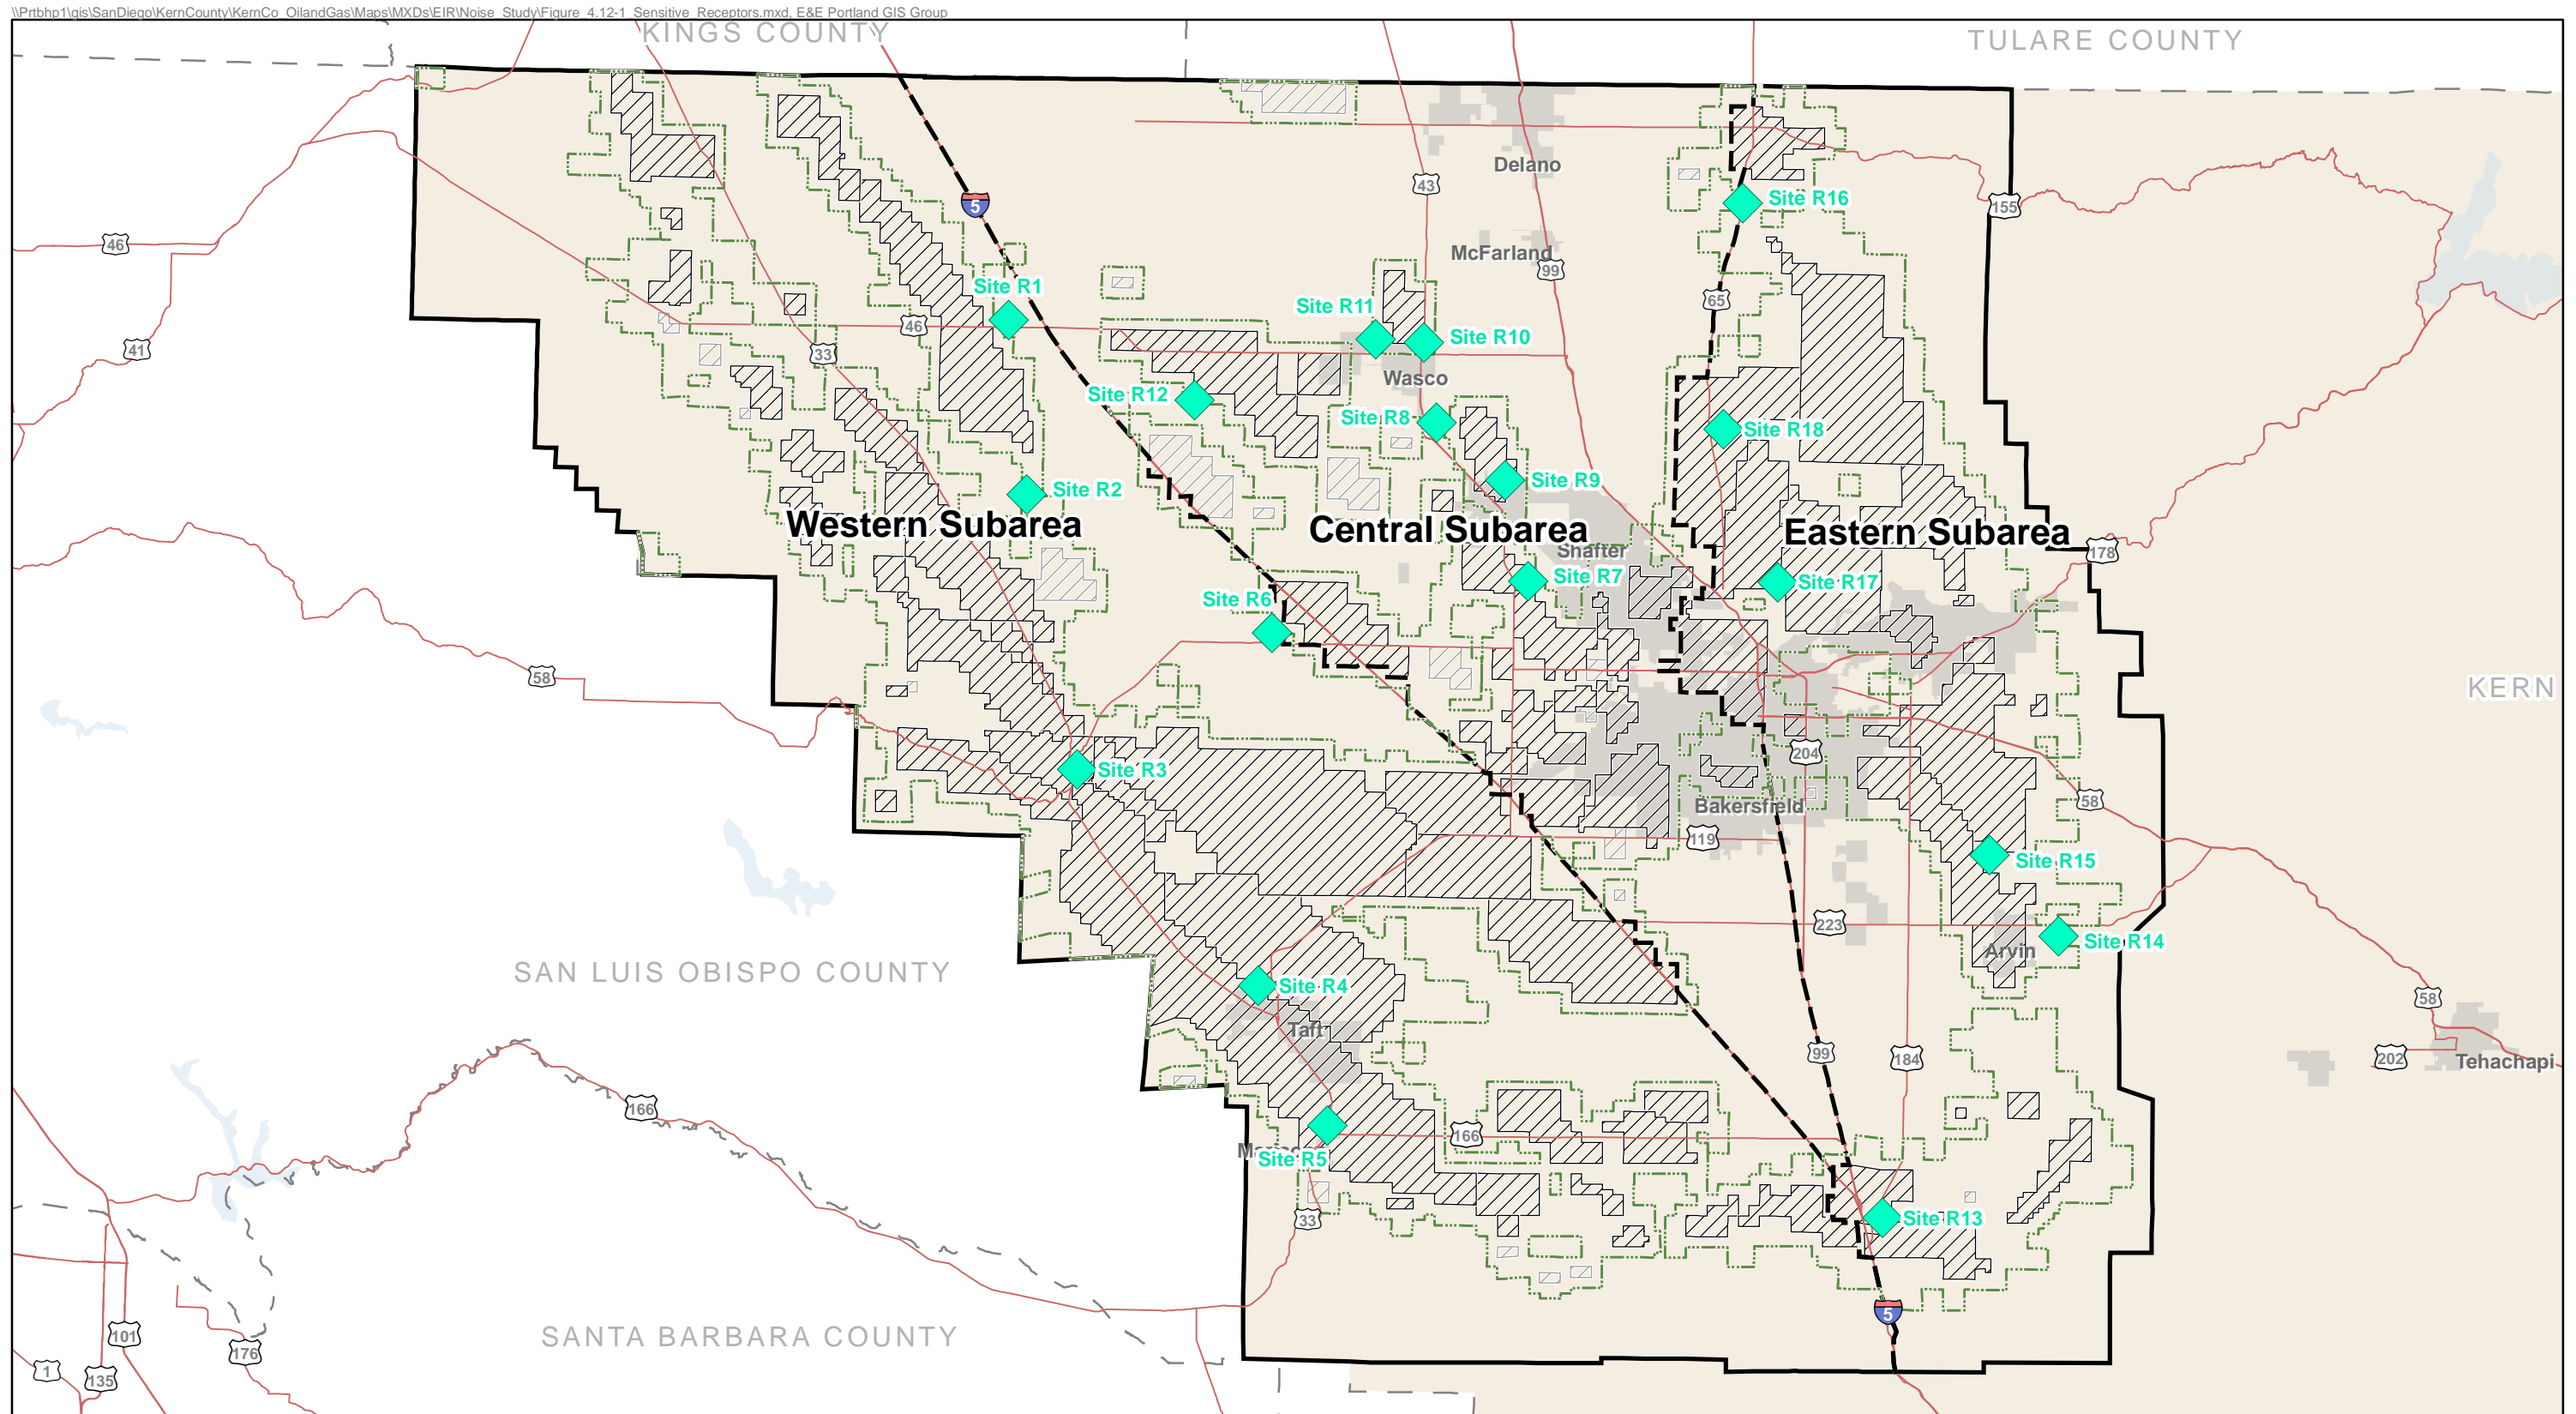 \\Prtbhp1\gis\SanDiego\KernCounty\KernCo_OilandGas\Maps\MXDs\EIR\Noise_Study\Figure_4.12-1_Sensitive_Receptors.mxd, E&E Portland GIS Group
KINGS COUNTY
TULARE COUNTY
Delano
43
5
Site R16
155
46
McFarland
99
Site R1
65
Site R11
46
Site R10
41
33
Wasco
Site R12
Site R8
Site R18
Site R9
Site R2
Western Subarea
Central Subarea
Eastern Subarea
Shafter
178
Site R7
Site R17
Site R6
58
KERN
204
Site R3
58
Bakersfield
119
Site R15
223
Site R14
Arvin
SAN LUIS OBISPO COUNTY
Site R4
58
Taft
99
184
202
Tehachapi
166
166
Site R5
33
Site R13
5
SANTA BARBARA COUNTY
101
176
1
135